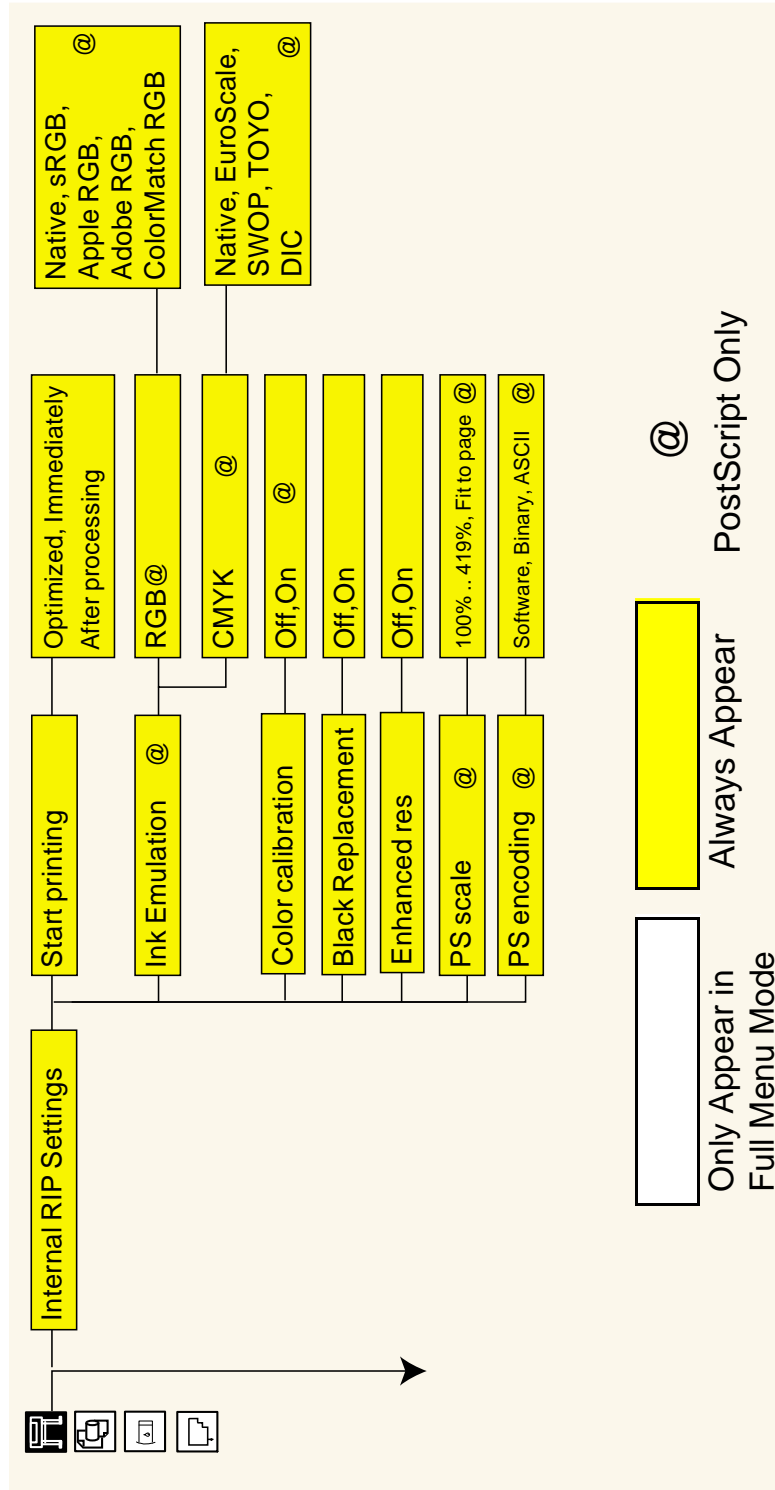 Internal RIP Settings
Start printing
Optimized, Immediately
After processing
Ink Emulation @
RGB@
Native, sRGB,
Apple RGB, @
Adobe RGB,
ColorMatch RGB
CMYK @
Native, EuroScale,
SWOP, TOYO,
DIC @
Color calibration
Off,On @
Black Replacement
Off,On
Enhanced res
Off,On
PS scale @
100% .. 419%, Fit to page @
PS encoding @
Software, Binary, ASCII @
Only Appear in
Full Menu Mode
Always Appear
@
PostScript Only